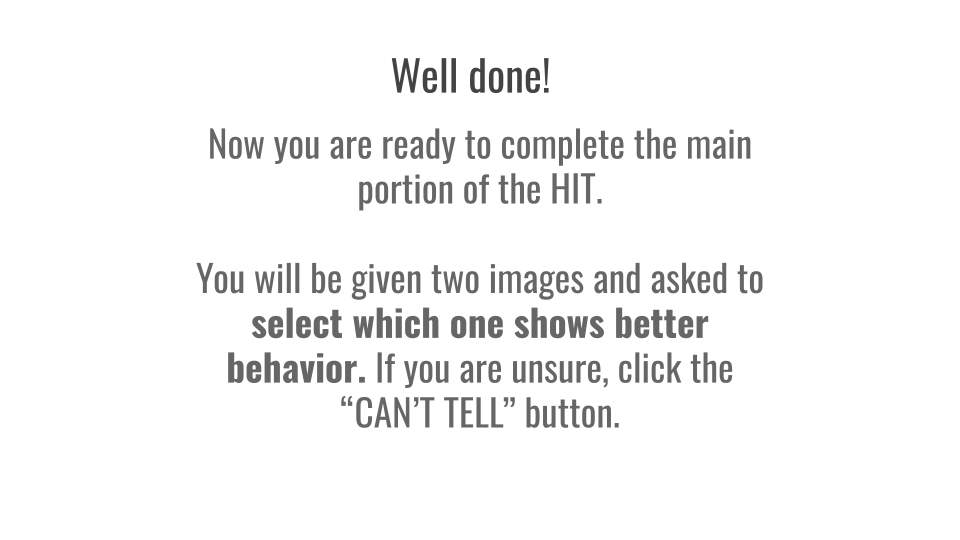 Well done!
Now you are ready to complete the main
portion of the HIT.
You will be given two images and asked to
select which one shows better
behavior. If you are unsure, click the
“CAN’T TELL” button.